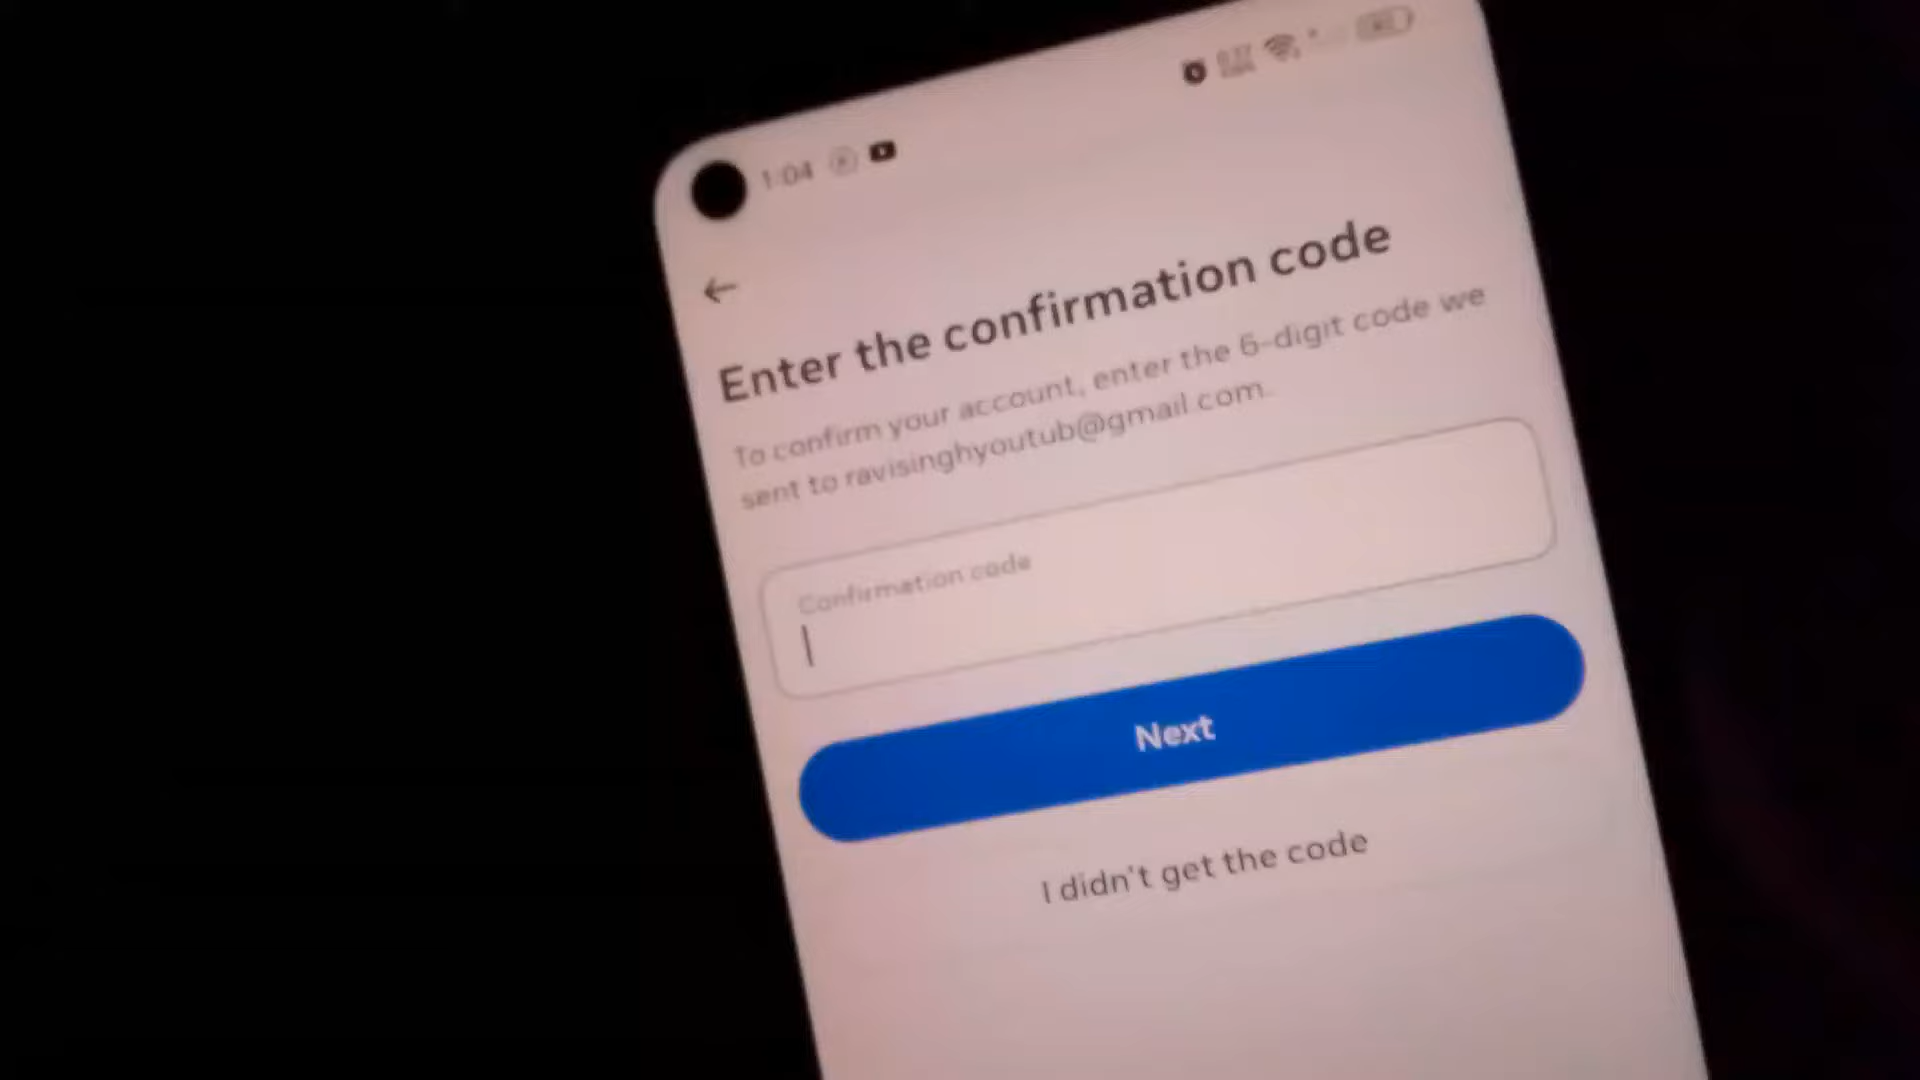 1:04
Enter the confirmation code
To confirm your account, enter the 6-digit code we
sent to ravisinghyoutub@gmail.com.
Confirmation code
Next
I didn't get the code